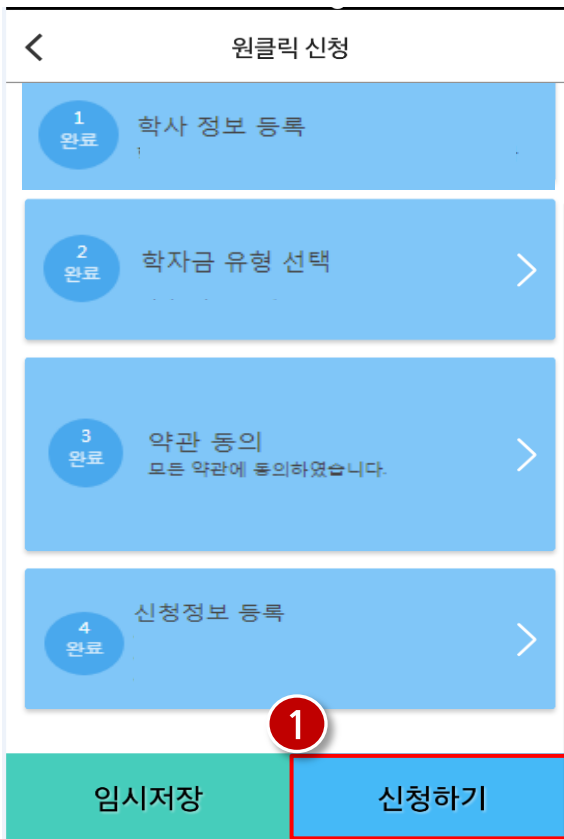 원클릭 신청
1
완료
학사 정보 등록
2
완료
학자금 유형 선택
3
완료
약관 동의
모든 약관에 동의하였습니다.
4
완료
신청정보 등록
1
임시저장
신청하기